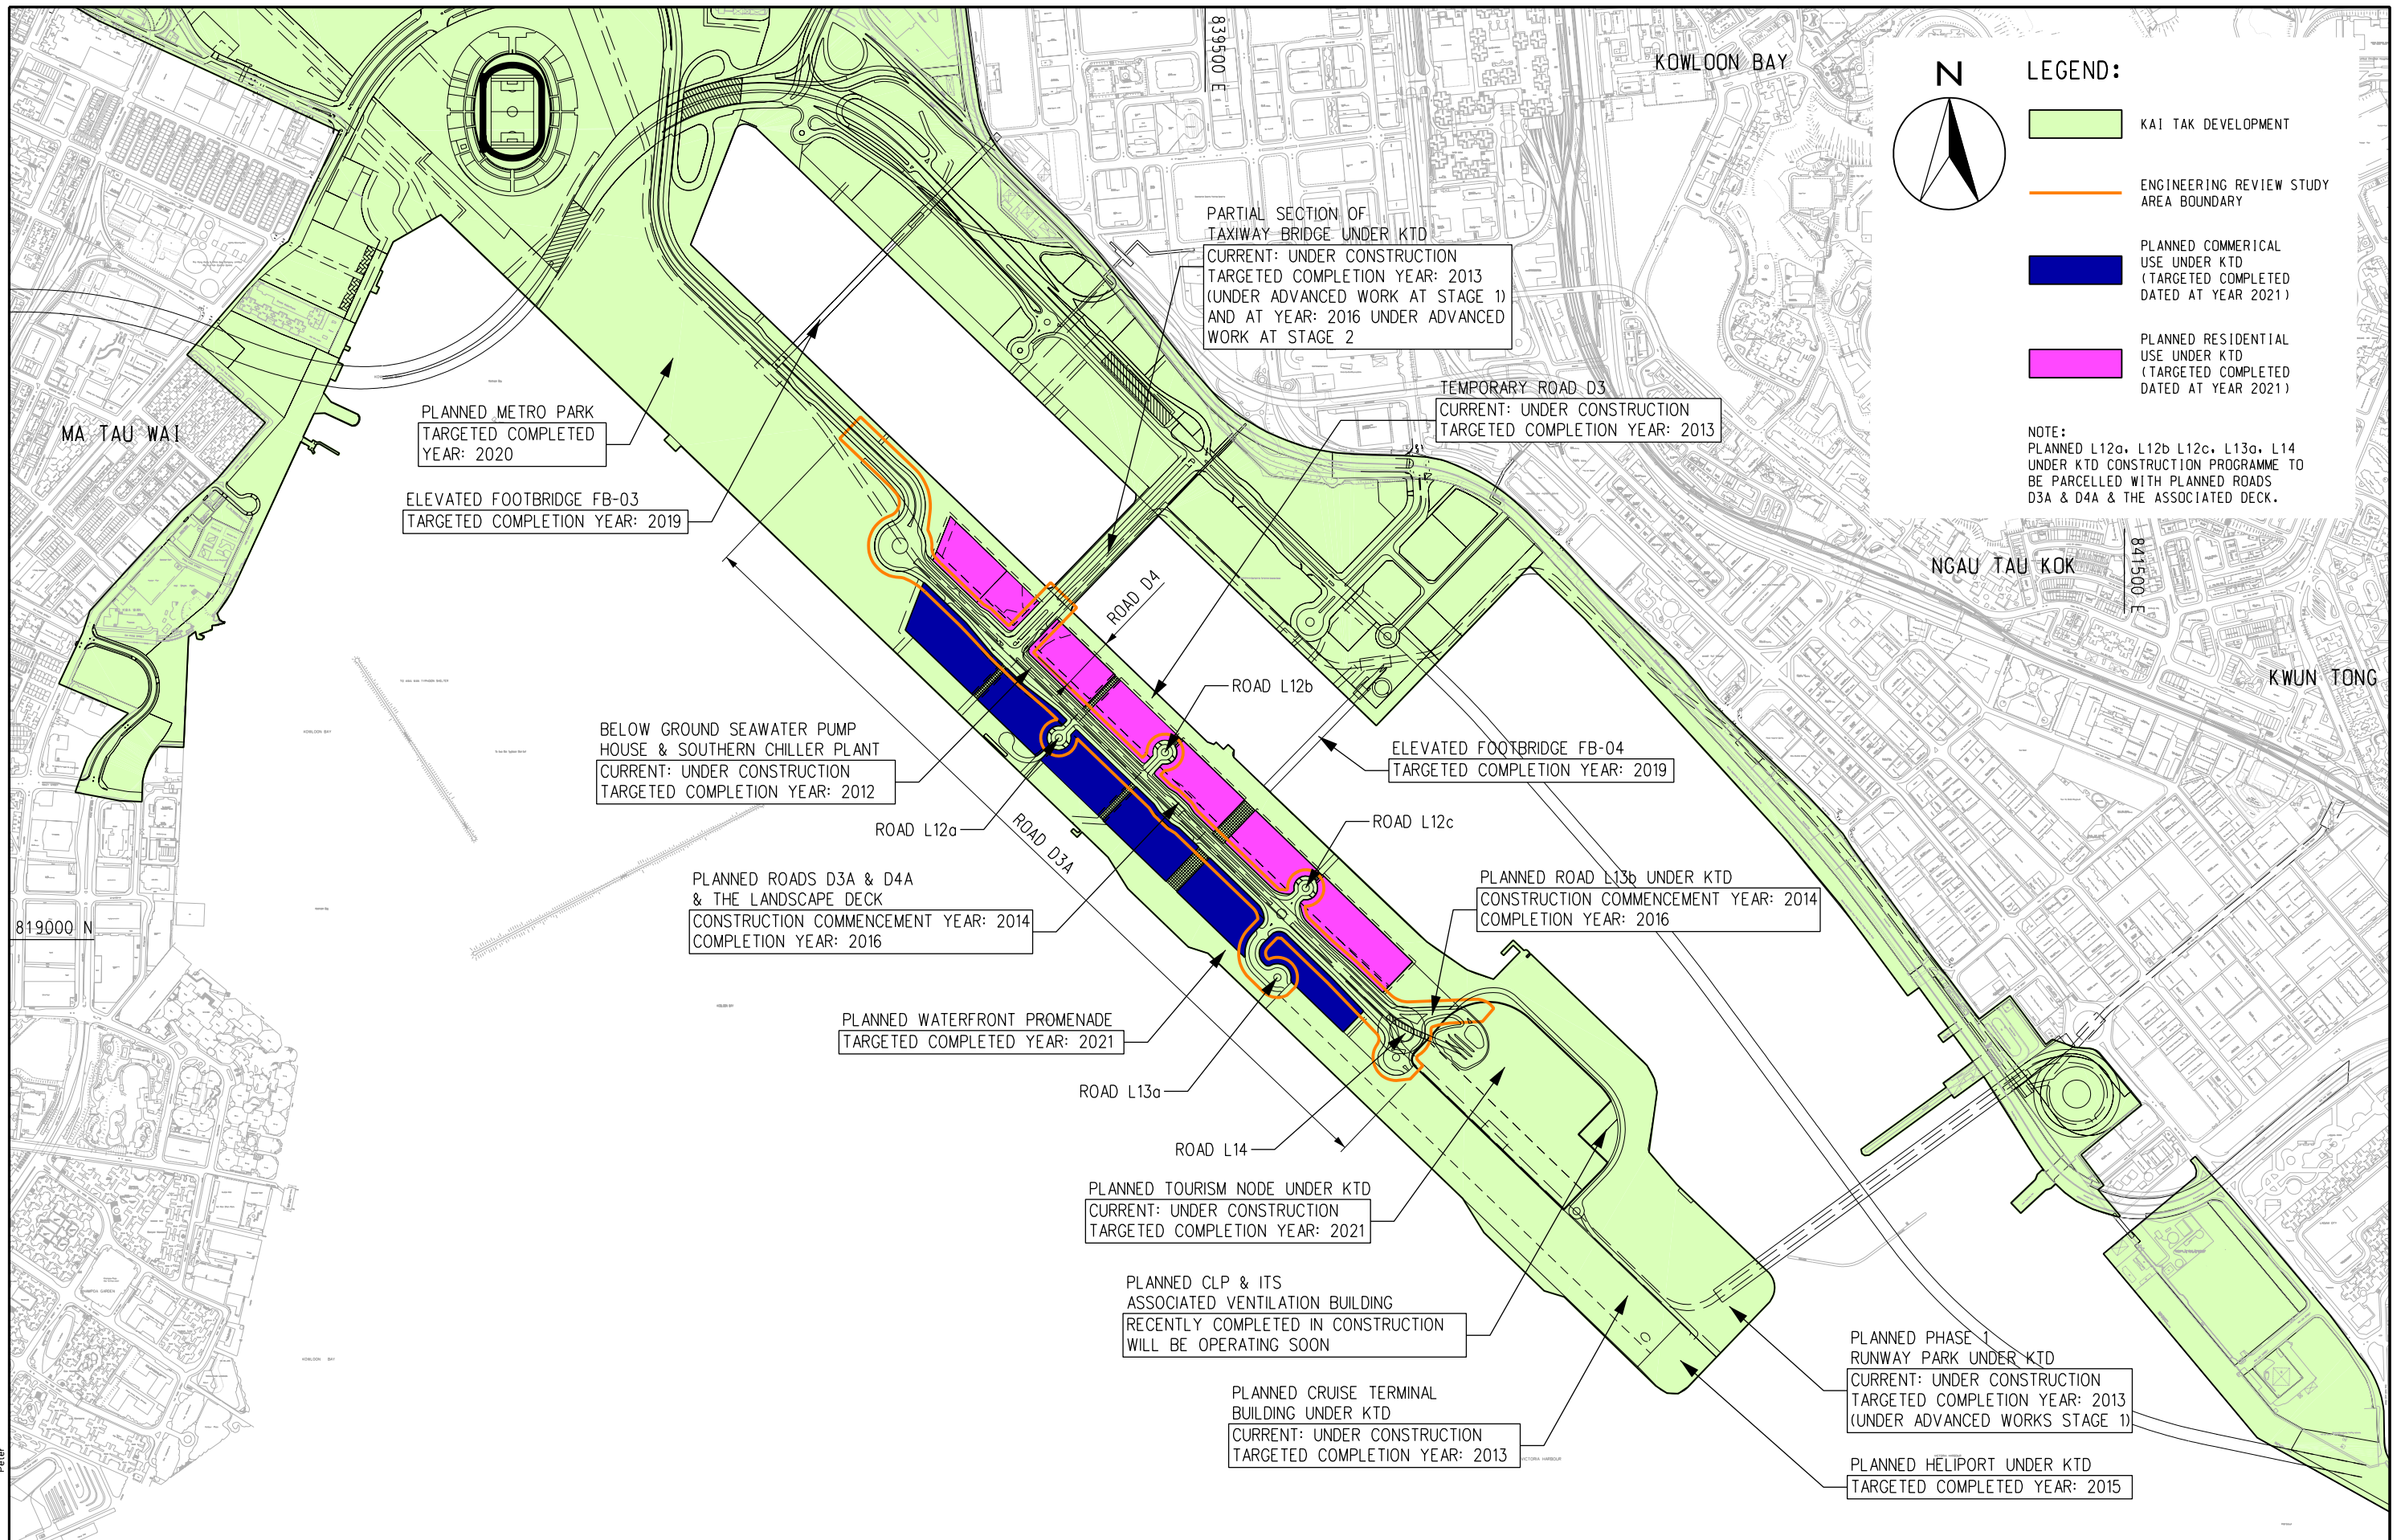 839500 E
KOWLOON BAY
N
LEGEND:
KAI TAK DEVELOPMENT
ENGINEERING REVIEW STUDY
AREA BOUNDARY
PLANNED COMMERICAL
USE UNDER KTD
(TARGETED COMPLETED
DATED AT YEAR 2021)
PLANNED RESIDENTIAL
USE UNDER KTD
(TARGETED COMPLETED
DATED AT YEAR 2021)
NOTE:
PLANNED L12a, L12b L12c, L13a, L14
UNDER KTD CONSTRUCTION PROGRAMME TO
BE PARCELLED WITH PLANNED ROADS
D3A & D4A & THE ASSOCIATED DECK.
PARTIAL SECTION OF
TAXIWAY BRIDGE UNDER KTD
CURRENT: UNDER CONSTRUCTION
TARGETED COMPLETION YEAR: 2013
(UNDER ADVANCED WORK AT STAGE 1)
AND AT YEAR: 2016 UNDER ADVANCED
WORK AT STAGE 2
TEMPORARY ROAD D3
CURRENT: UNDER CONSTRUCTION
TARGETED COMPLETION YEAR: 2013
MA TAU WAI
PLANNED METRO PARK
TARGETED COMPLETED
YEAR: 2020
ELEVATED FOOTBRIDGE FB-03
TARGETED COMPLETION YEAR: 2019
NGAU TAU KOK
841500 E
KWUN TONG
ROAD D4
ROAD L12b
BELOW GROUND SEAWATER PUMP
HOUSE & SOUTHERN CHILLER PLANT
CURRENT: UNDER CONSTRUCTION
TARGETED COMPLETION YEAR: 2012
ELEVATED FOOTBRIDGE FB-04
TARGETED COMPLETION YEAR: 2019
ROAD L12a
ROAD D3A
ROAD L12c
PLANNED ROADS D3A & D4A
& THE LANDSCAPE DECK
CONSTRUCTION COMMENCEMENT YEAR: 2014
COMPLETION YEAR: 2016
PLANNED ROAD L13b UNDER KTD
CONSTRUCTION COMMENCEMENT YEAR: 2014
COMPLETION YEAR: 2016
819000 N
PLANNED WATERFRONT PROMENADE
TARGETED COMPLETED YEAR: 2021
ROAD L13a
ROAD L14
PLANNED TOURISM NODE UNDER KTD
CURRENT: UNDER CONSTRUCTION
TARGETED COMPLETION YEAR: 2021
PLANNED CLP & ITS
ASSOCIATED VENTILATION BUILDING
RECENTLY COMPLETED IN CONSTRUCTION
WILL BE OPERATING SOON
PLANNED PHASE 1
RUNWAY PARK UNDER KTD
CURRENT: UNDER CONSTRUCTION
TARGETED COMPLETION YEAR: 2013
(UNDER ADVANCED WORKS STAGE 1)
PLANNED CRUISE TERMINAL
BUILDING UNDER KTD
CURRENT: UNDER CONSTRUCTION
TARGETED COMPLETION YEAR: 2013
VICTORIA HARBOUR
PLANNED HELIPORT UNDER KTD
TARGETED COMPLETED YEAR: 2015
KOWLOON BAY
Peter